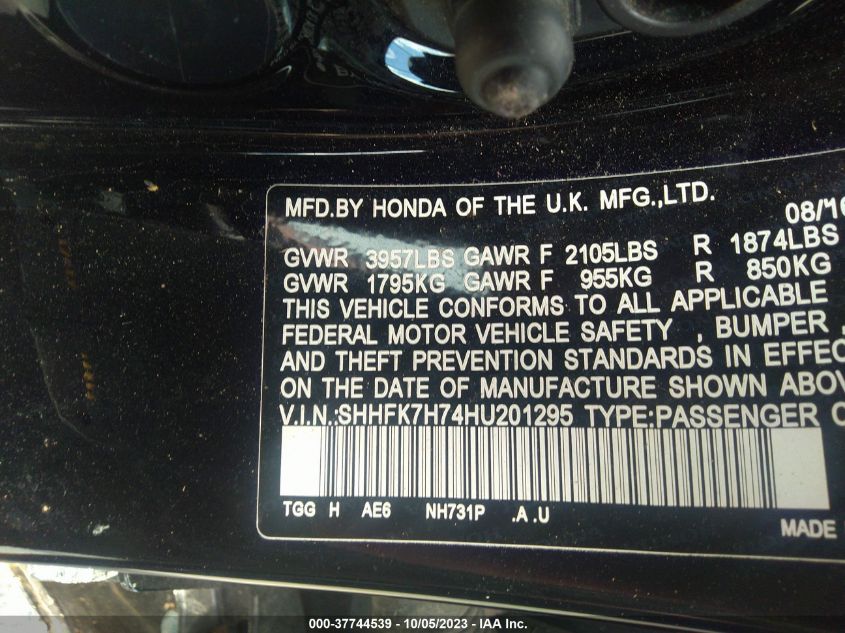 MFD.BY HONDA OF THE U.K. MFG.,LTD. 08/16
GVWR 3957LBS GAWR F 2105LBS R 1874LBS
GVWR 1795KG GAWR F 955KG R 850KG
THIS VEHICLE CONFORMS TO ALL APPLICABLE
FEDERAL MOTOR VEHICLE SAFETY , BUMPER ,
AND THEFT PREVENTION STANDARDS IN EFFEC
ON THE DATE OF MANUFACTURE SHOWN ABOV
V.I.N.:SHHFK7H74HU201295 TYPE:PASSENGER C
TGG H AE6 NH731P .A .U
MADE
000-37744539 - 10/05/2023 - IAA Inc.